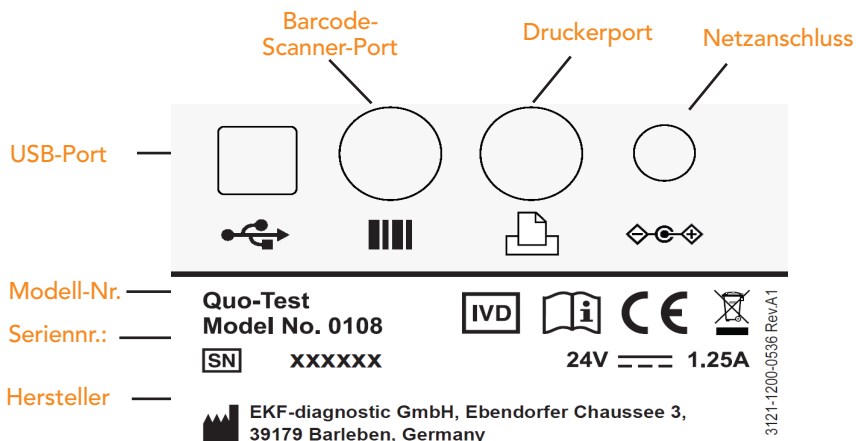 Barcode-
Scanner-Port
Druckerport
Netzanschluss
USB-Port
Modell-Nr.
Quo-Test
Model No. 0108
IVD
i
CE
Seriennr.:
SN xxxxxx
24V 1.25A
3121-1200-0536 Rev.A1
Hersteller
EKF-diagnostic GmbH, Ebendorfer Chaussee 3,
39179 Barleben, Germany